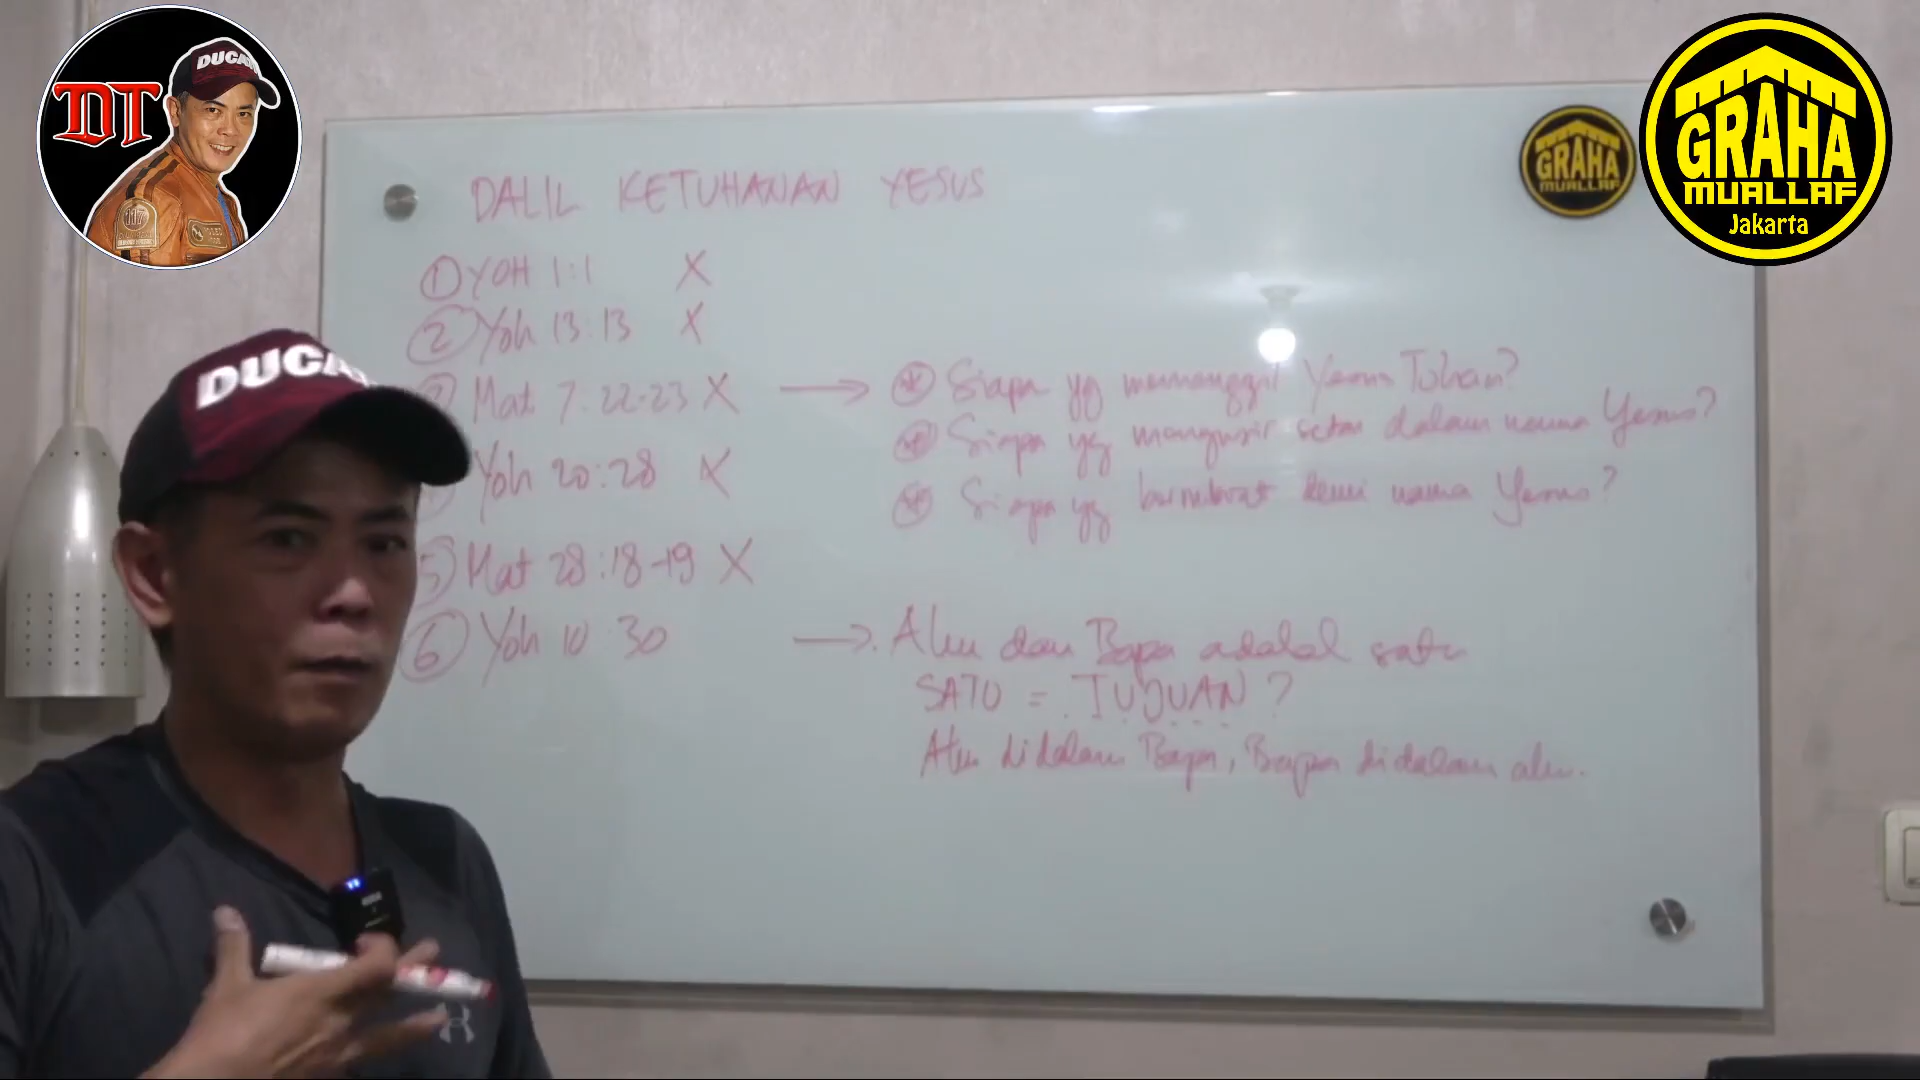 DT
DUCATI
GRAHA
MUALLAF
Jakarta
GRAHA
MUALLAF
DALIL KETUHANAN YESUS
① YOH 1:1 X
② Yoh 13:13 X
Mat 7:22-23 X → Siapa yg memanggil Yesus Tuhan?
Siapa yg mengusir setan dalam nama Yesus?
Yoh 20:28 X
Siapa yg bernubuat demi nama Yesus?
⑤ Mat 28:18-19 X
⑥ Yoh 10:30 → Aku dan Bapa adalah satu
SATU = TUJUAN?
Aku didalam Bapa, Bapa didalam aku.
DUCA